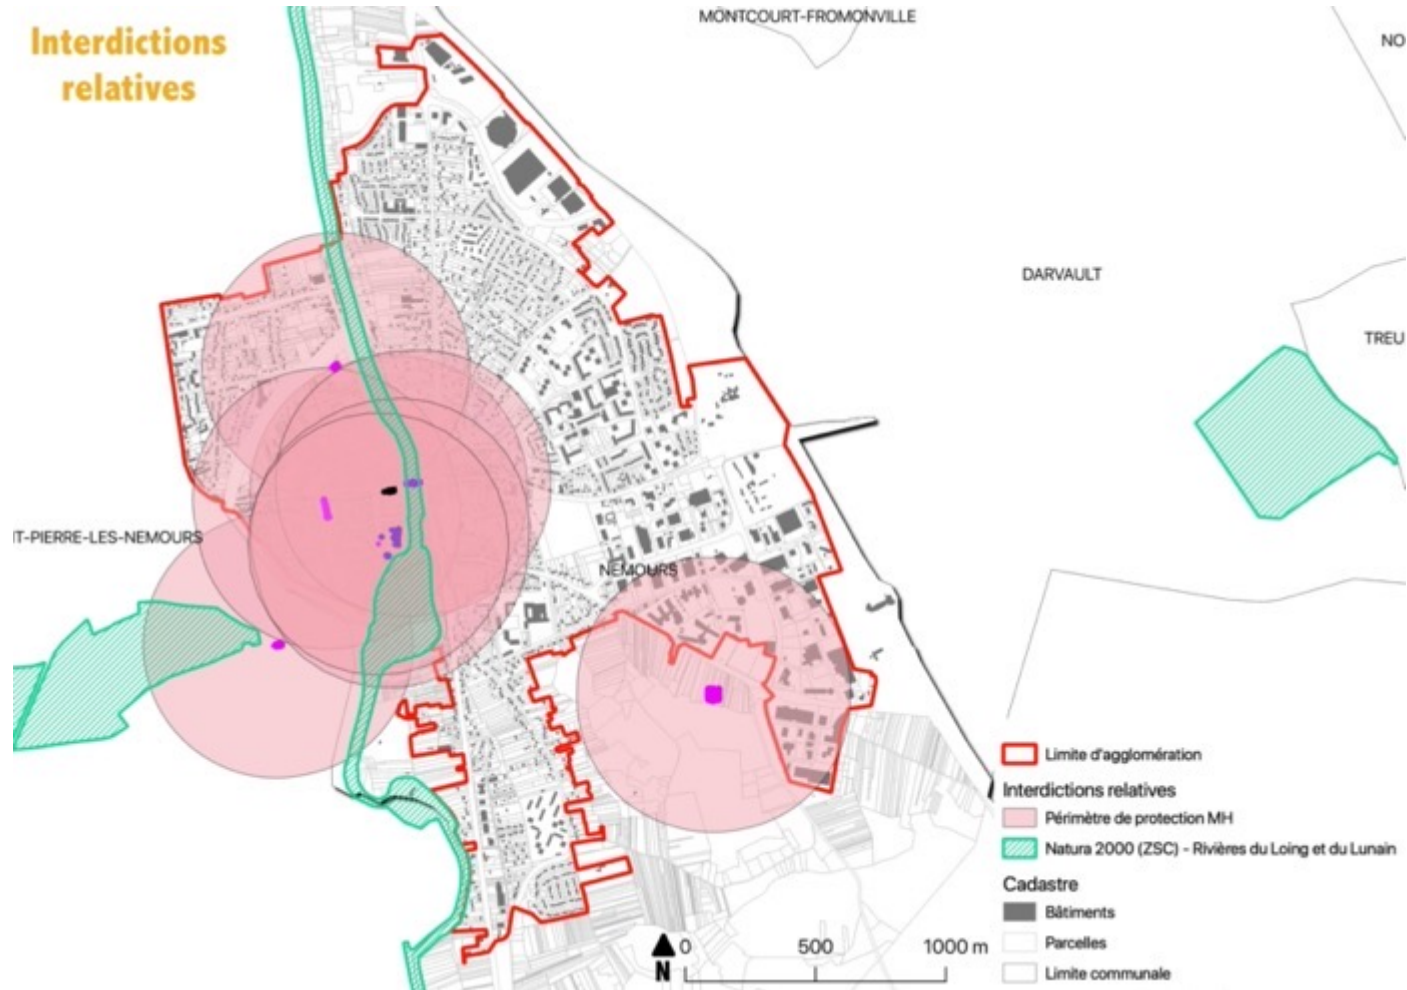 Interdictions
relatives
MONTCOURT-FROMONVILLE
NO
DARVAULT
TREU
IT-PIERRE-LES-NEMOURS
NEMOURS
Limite d'agglomération
Interdictions relatives
Périmètre de protection MH
Natura 2000 (ZSC) - Rivières du Loing et du Lunain
Cadastre
Bâtiments
Parcelles
Limite communale
N
0 500 1000 m